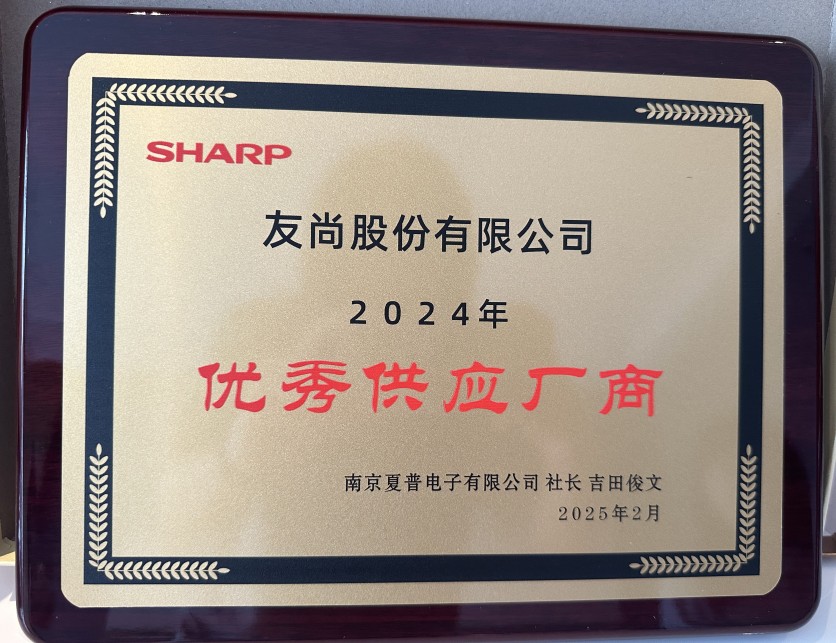 SHARP
友尚股份有限公司
2024年
优秀供应厂商
南京夏普电子有限公司 社长 吉田俊文
2025年2月